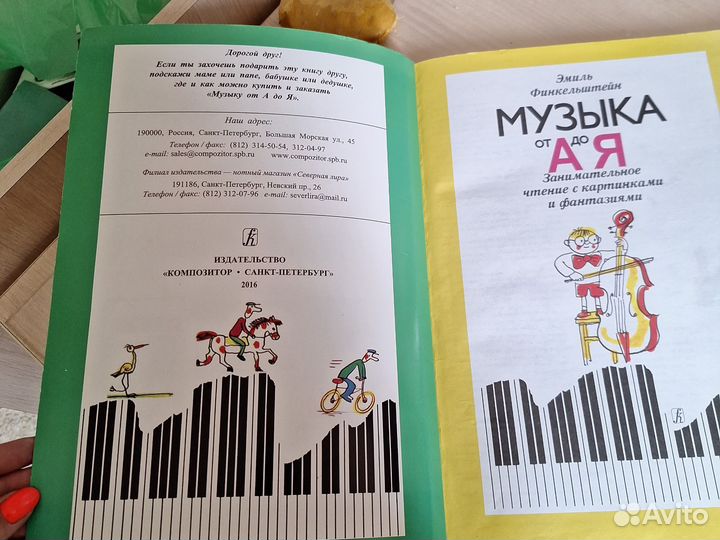 Дорогой друг!
Если ты захочешь подарить эту книгу другу,
подскажи маме или папе, бабушке или дедушке,
где и как можно купить и заказать
«Музыку от А до Я».
Наш адрес:
190000, Россия, Санкт-Петербург, Большая Морская ул., 45
Телефон / факс: (812) 314-50-54, 312-04-97
e-mail: sales@compozitor.spb.ru www.compozitor.spb.ru
Филиал издательства — нотный магазин «Северная лира»
191186, Санкт-Петербург, Невский пр., 26
Телефон / факс: (812) 312-07-96 e-mail: severlira@mail.ru
ИЗДАТЕЛЬСТВО
«КОМПОЗИТОР • САНКТ-ПЕТЕРБУРГ»
2016
Эмиль
Финкельштейн
МУЗЫКА
ОТ ДО
А Я
Занимательное
чтение с картинками
и фантазиями
Avito